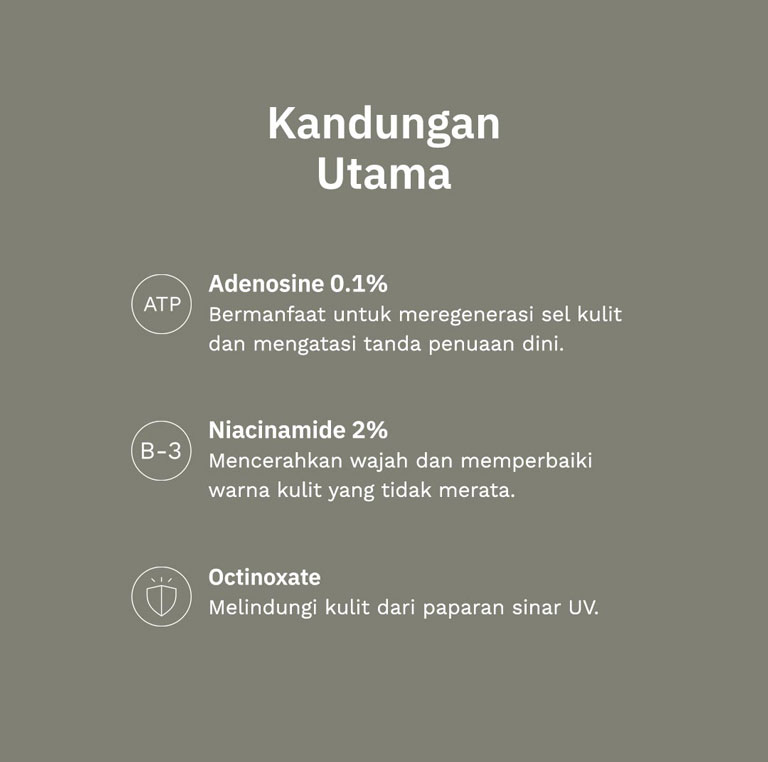 Kandungan
Utama
ATP
Adenosine 0.1%
Bermanfaat untuk meregenerasi sel kulit
dan mengatasi tanda penuaan dini.
B-3
Niacinamide 2%
Mencerahkan wajah dan memperbaiki
warna kulit yang tidak merata.
Octinoxate
Melindungi kulit dari paparan sinar UV.